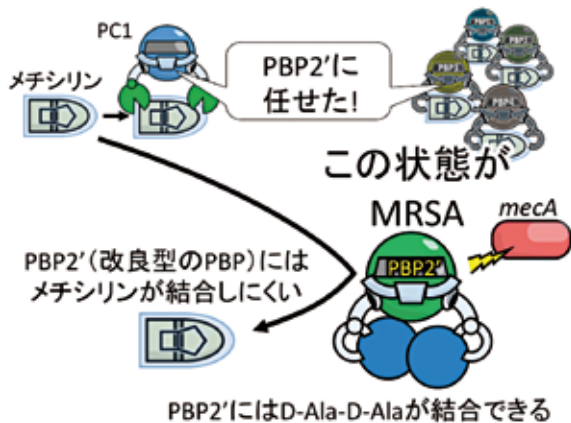 PC1
メチシリン
PBP2'に
任せた!
この状態が
MRSA
mecA
PBP2'
PBP2'(改良型のPBP)には
メチシリンが結合しにくい
PBP2'にはD-Ala-D-Alaが結合できる